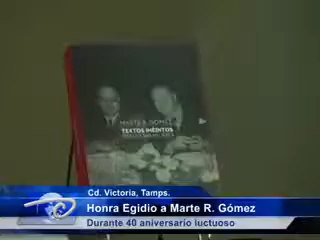 MARTE R. GÓMEZ
TEXTOS INÉDITOS
Cd. Victoria, Tamps.
Honra Egidio a Marte R. Gómez
Durante 40 aniversario luctuoso